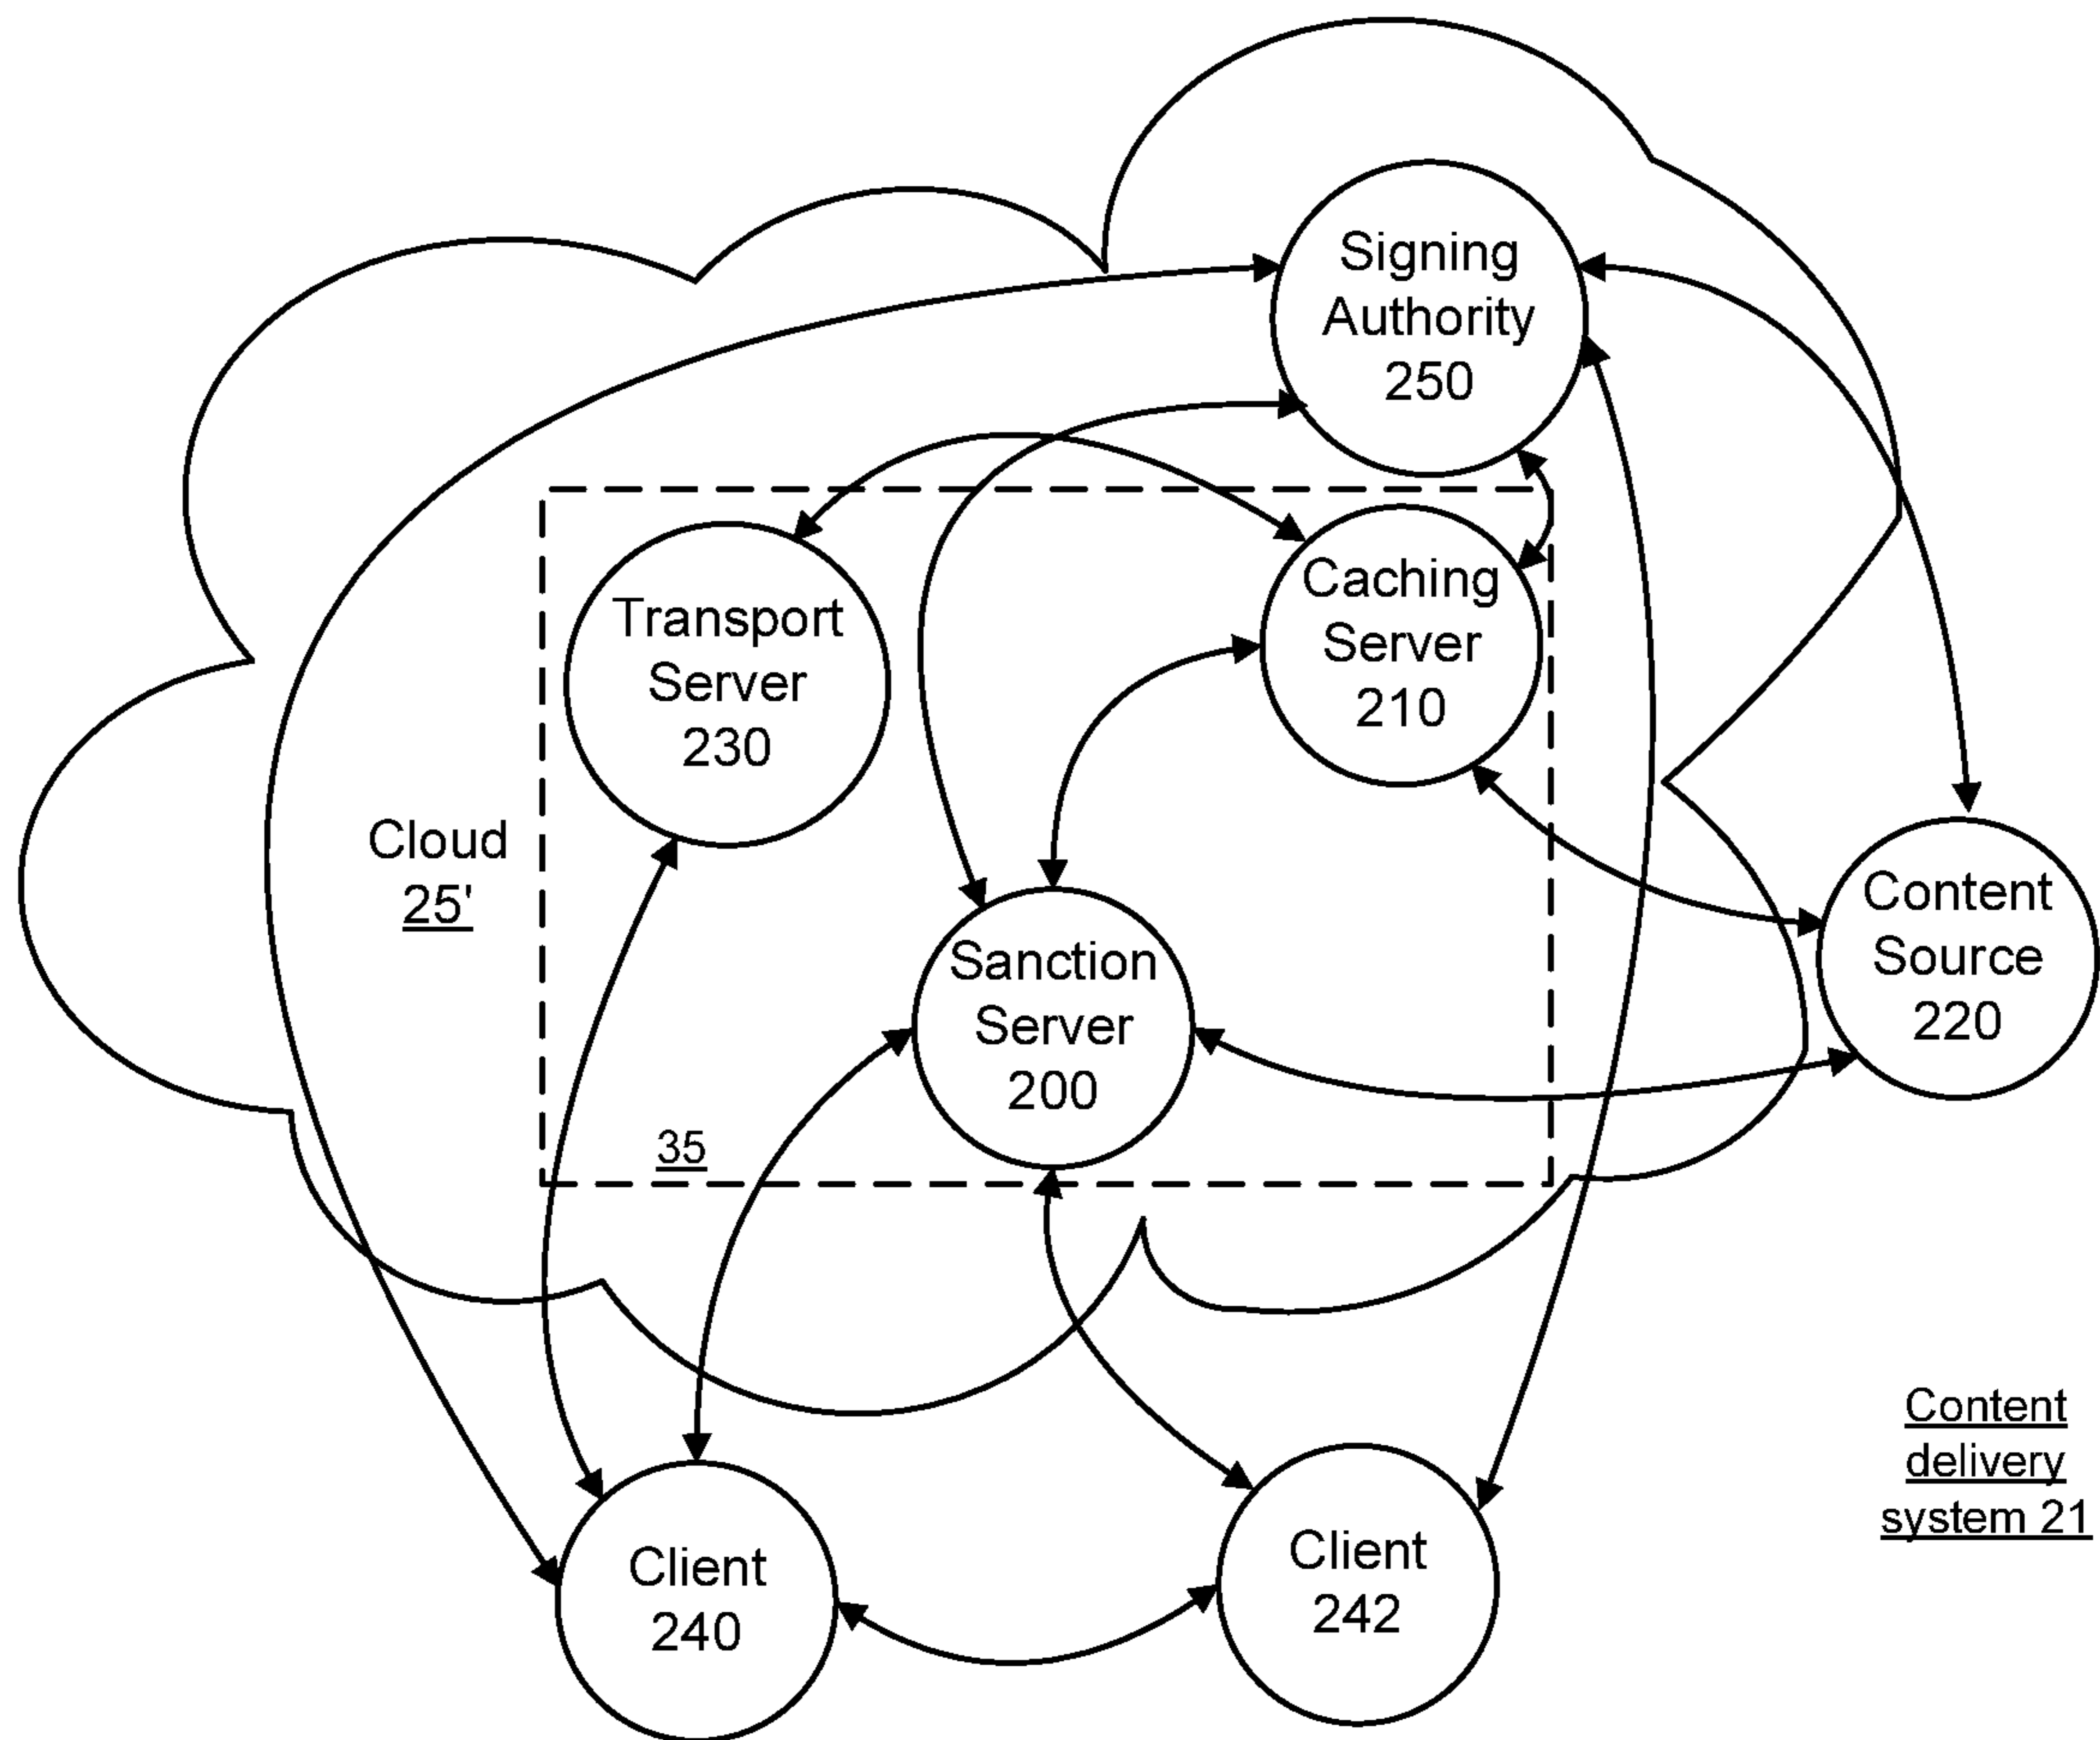 Signing
Authority
250
Caching
Server
210
Transport
Server
230
Cloud
25'
Content
Source
220
Sanction
Server
200
35
Content
delivery
system 21
Client
240
Client
242